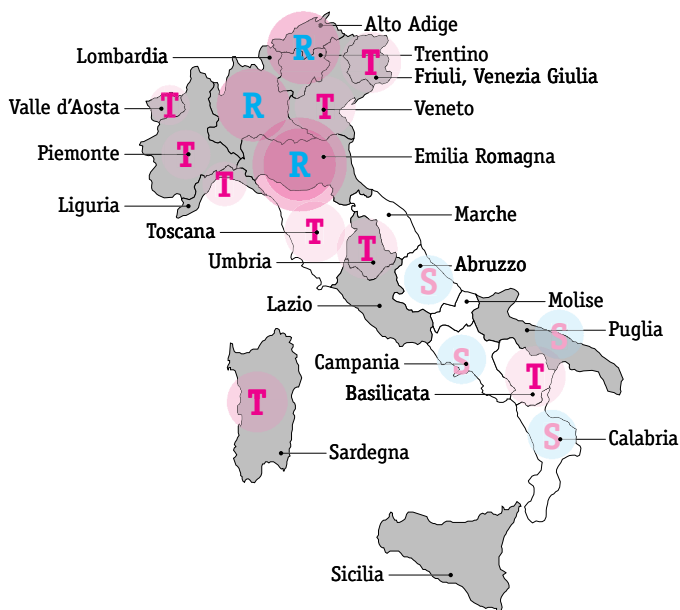 Alto Adige
R
Lombardia
Trentino
T
Friuli, Venezia Giulia
Valle d'Aosta
T
R
T
Veneto
Piemonte
T
R
Emilia Romagna
T
Liguria
Marche
Toscana
T
Umbria
T
Abruzzo
S
Lazio
Molise
S
Puglia
Campania
S
Basilicata
T
T
S
Calabria
Sardegna
Sicilia